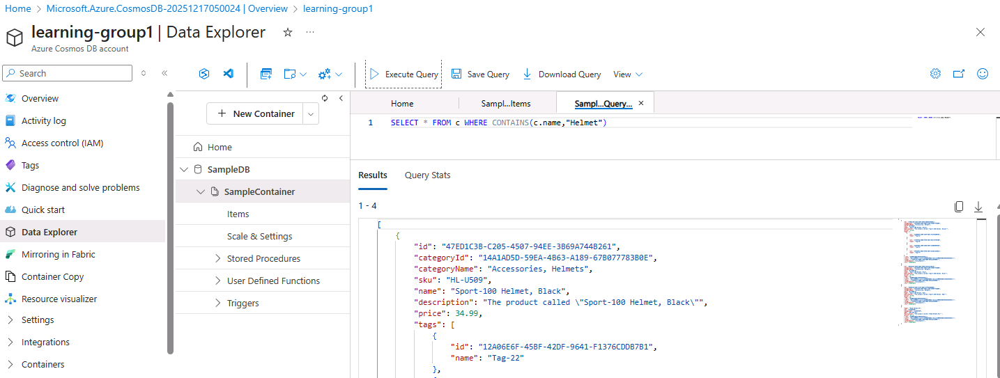 Home > Microsoft.Azure.CosmosDB-20251217050024 | Overview > learning-group1
learning-group1 | Data Explorer
Azure Cosmos DB account
Search
Overview
Activity log
Access control (IAM)
Tags
Diagnose and solve problems
Quick start
Data Explorer
Mirroring in Fabric
Container Copy
Resource visualizer
Settings
Integrations
Containers
Execute Query
Save Query
Download Query
View
New Container
Home
SampleDB
SampleContainer
Items
Scale & Settings
Stored Procedures
User Defined Functions
Triggers
Home
Sampl...Items
Sampl...Query...
1 SELECT * FROM c WHERE CONTAINS(c.name,"Helmet")
Results
Query Stats
1 - 4
[
{
"id": "47ED1C3B-C205-4507-94EE-3B69A744B261",
"categoryId": "14A1AD5D-59EA-4B63-A189-67B077783B0E",
"categoryName": "Accessories, Helmets",
"sku": "HL-U509",
"name": "Sport-100 Helmet, Black",
"description": "The product called \"Sport-100 Helmet, Black\"",
"price": 34.99,
"tags": [
{
"id": "12A06E6F-45BF-42DF-9641-F1376CDDB7B1",
"name": "Tag-22"
},